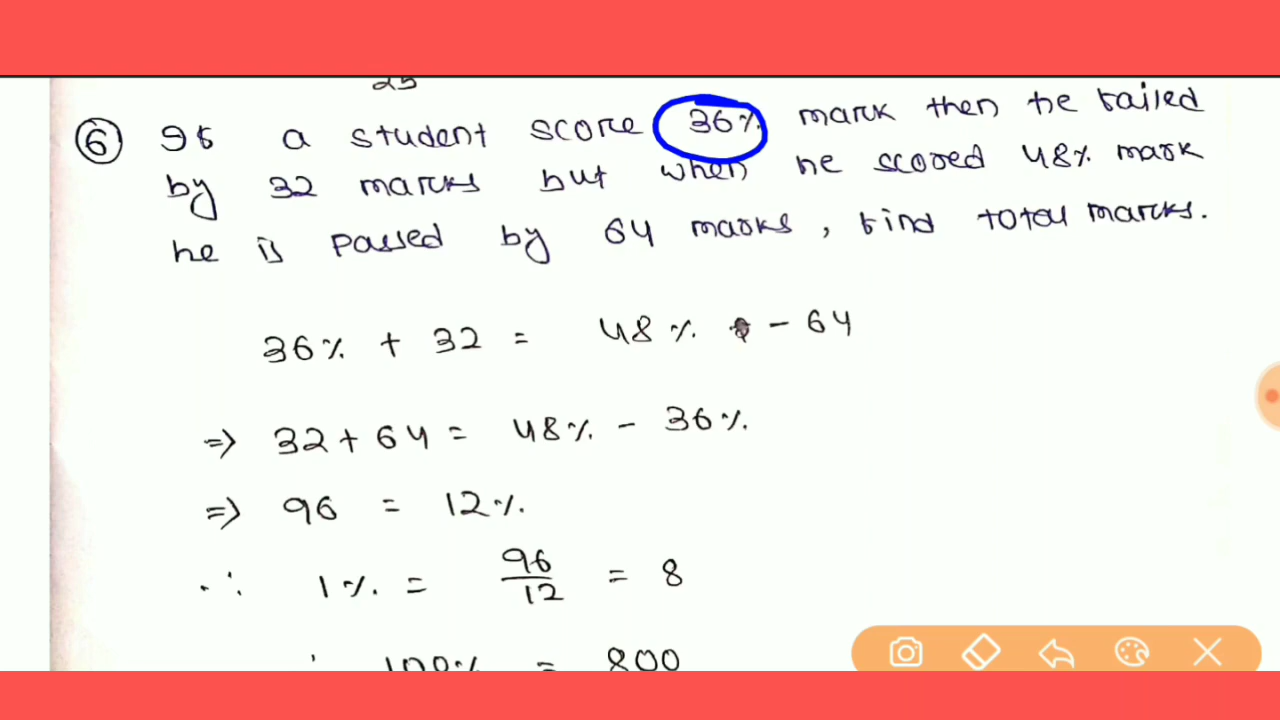 25
⑥ If a student score 36% mark then he failed
by 32 marks but when he scored 48% mark
he is passed by 64 marks, find total marks.
36% + 32 = 48% - 64
=> 32 + 64 = 48% - 36%
=> 96 = 12%
∴ 1% = 96/12 = 8
∴ 100% = 800